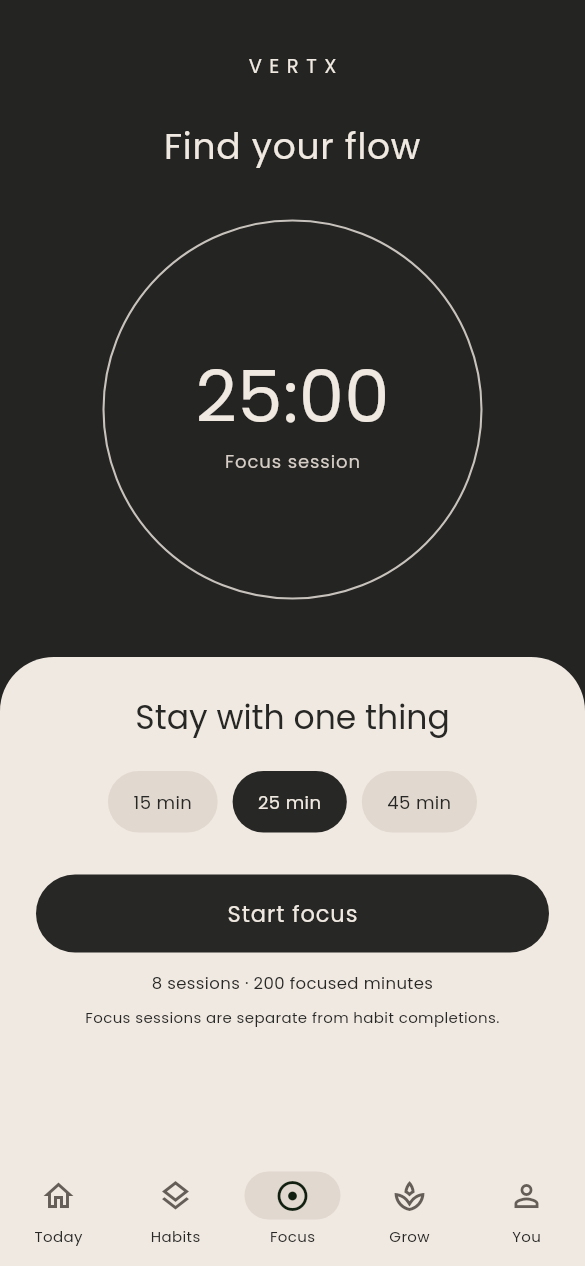 VERTX
Find your flow
25:00
Focus session
Stay with one thing
15 min 25 min 45 min
Start focus
8 sessions · 200 focused minutes
Focus sessions are separate from habit completions.
Today Habits Focus Grow You